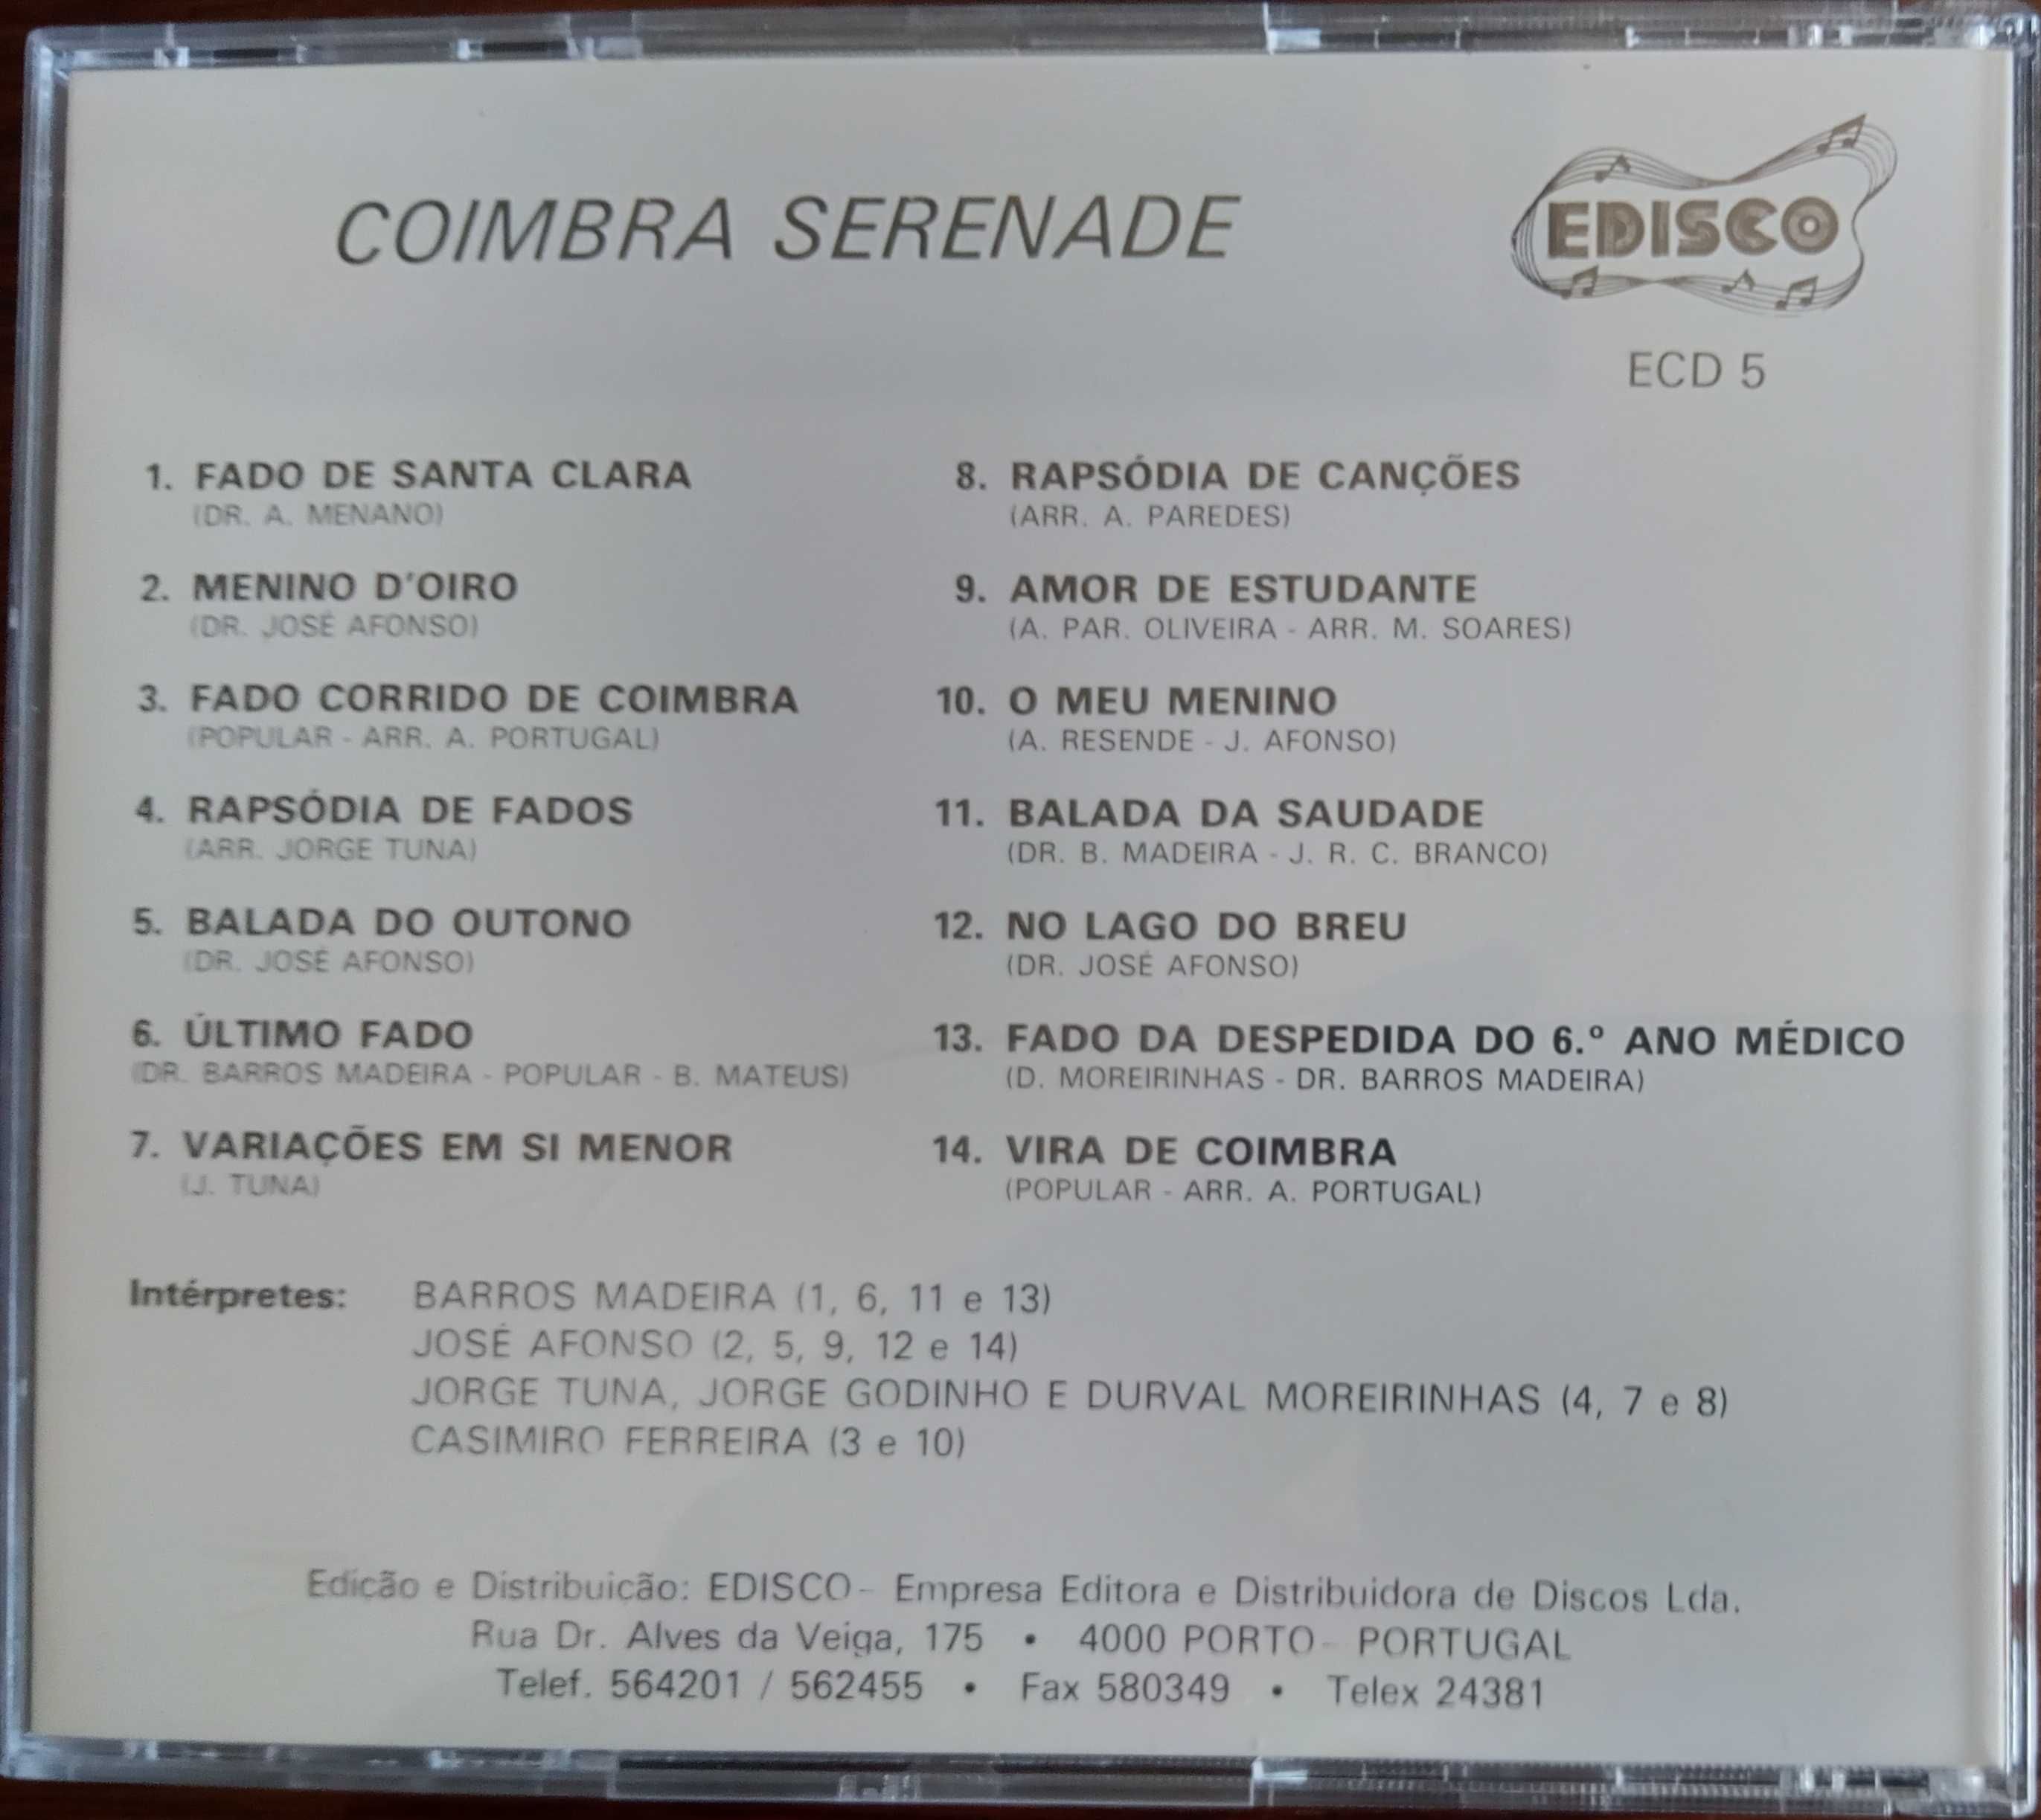 COIMBRA SERENADE
EDISCO
ECD 5
1. FADO DE SANTA CLARA
(DR. A. MENANO)
2. MENINO D'OIRO
(DR. JOSÉ AFONSO)
3. FADO CORRIDO DE COIMBRA
(POPULAR - ARR. A. PORTUGAL)
4. RAPSÓDIA DE FADOS
(ARR. JORGE TUNA)
5. BALADA DO OUTONO
(DR. JOSÉ AFONSO)
6. ÚLTIMO FADO
(DR. BARROS MADEIRA - POPULAR - B. MATEUS)
7. VARIAÇÕES EM SI MENOR
(J. TUNA)
8. RAPSÓDIA DE CANÇÕES
(ARR. A. PAREDES)
9. AMOR DE ESTUDANTE
(A. PAR. OLIVEIRA - ARR. M. SOARES)
10. O MEU MENINO
(A. RESENDE - J. AFONSO)
11. BALADA DA SAUDADE
(DR. B. MADEIRA - J. R. C. BRANCO)
12. NO LAGO DO BREU
(DR. JOSÉ AFONSO)
13. FADO DA DESPEDIDA DO 6.º ANO MÉDICO
(D. MOREIRINHAS - DR. BARROS MADEIRA)
14. VIRA DE COIMBRA
(POPULAR - ARR. A. PORTUGAL)
Intérpretes: BARROS MADEIRA (1, 6, 11 e 13)
JOSÉ AFONSO (2, 5, 9, 12 e 14)
JORGE TUNA, JORGE GODINHO E DURVAL MOREIRINHAS (4, 7 e 8)
CASIMIRO FERREIRA (3 e 10)
Edição e Distribuição: EDISCO - Empresa Editora e Distribuidora de Discos Lda.
Rua Dr. Alves da Veiga, 175 • 4000 PORTO - PORTUGAL
Telef. 564201 / 562455 • Fax 580349 • Telex 24381